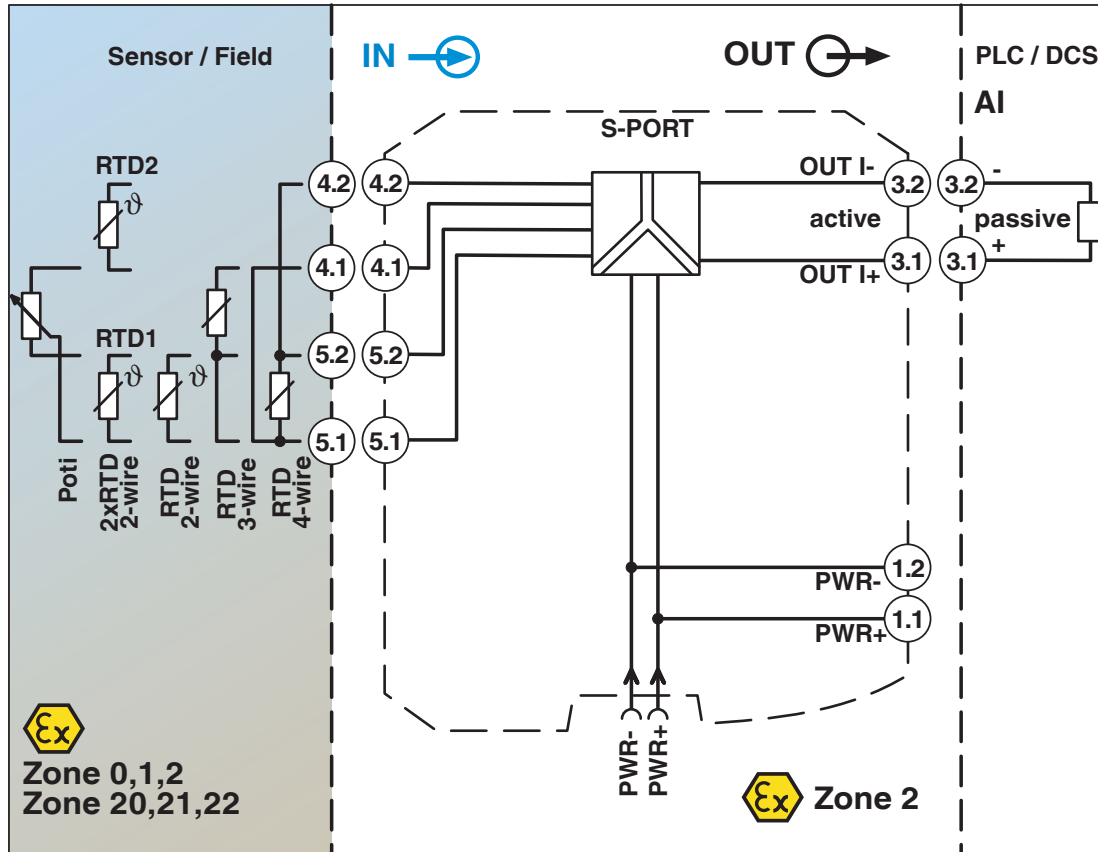 Sensor / Field
IN
OUT
PLC / DCS
AI
S-PORT
RTD2
ϑ
4.2
4.2
OUT I-
3.2
3.2
-
active
passive
4.1
4.1
OUT I+
3.1
3.1
+
RTD1
ϑ
ϑ
5.2
5.2
5.1
5.1
Poti
2xRTD
2-wire
RTD
2-wire
RTD
3-wire
RTD
4-wire
PWR-
1.2
PWR+
1.1
PWR-
PWR+
Ex
Zone 0,1,2
Zone 20,21,22
Ex
Zone 2